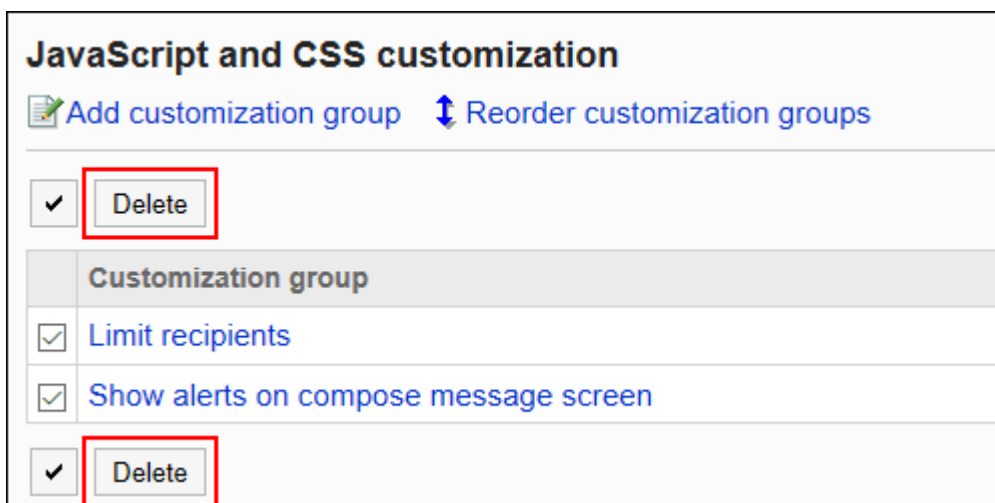 JavaScript and CSS customization
Add customization group Reorder customization groups
Delete
Customization group
Limit recipients
Show alerts on compose message screen
Delete